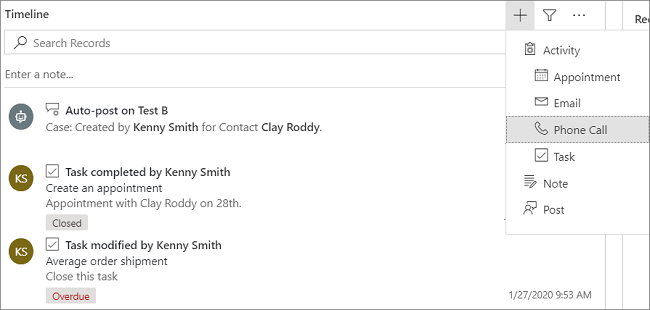 Timeline
Rec
Search Records
Enter a note...
Activity
Appointment
Email
Phone Call
Task
Note
Post
Auto-post on Test B
Case: Created by Kenny Smith for Contact Clay Roddy.
KS
Task completed by Kenny Smith
Create an appointment
Appointment with Clay Roddy on 28th.
Closed
KS
Task modified by Kenny Smith
Average order shipment
Close this task
Overdue
1/27/2020 9:53 AM